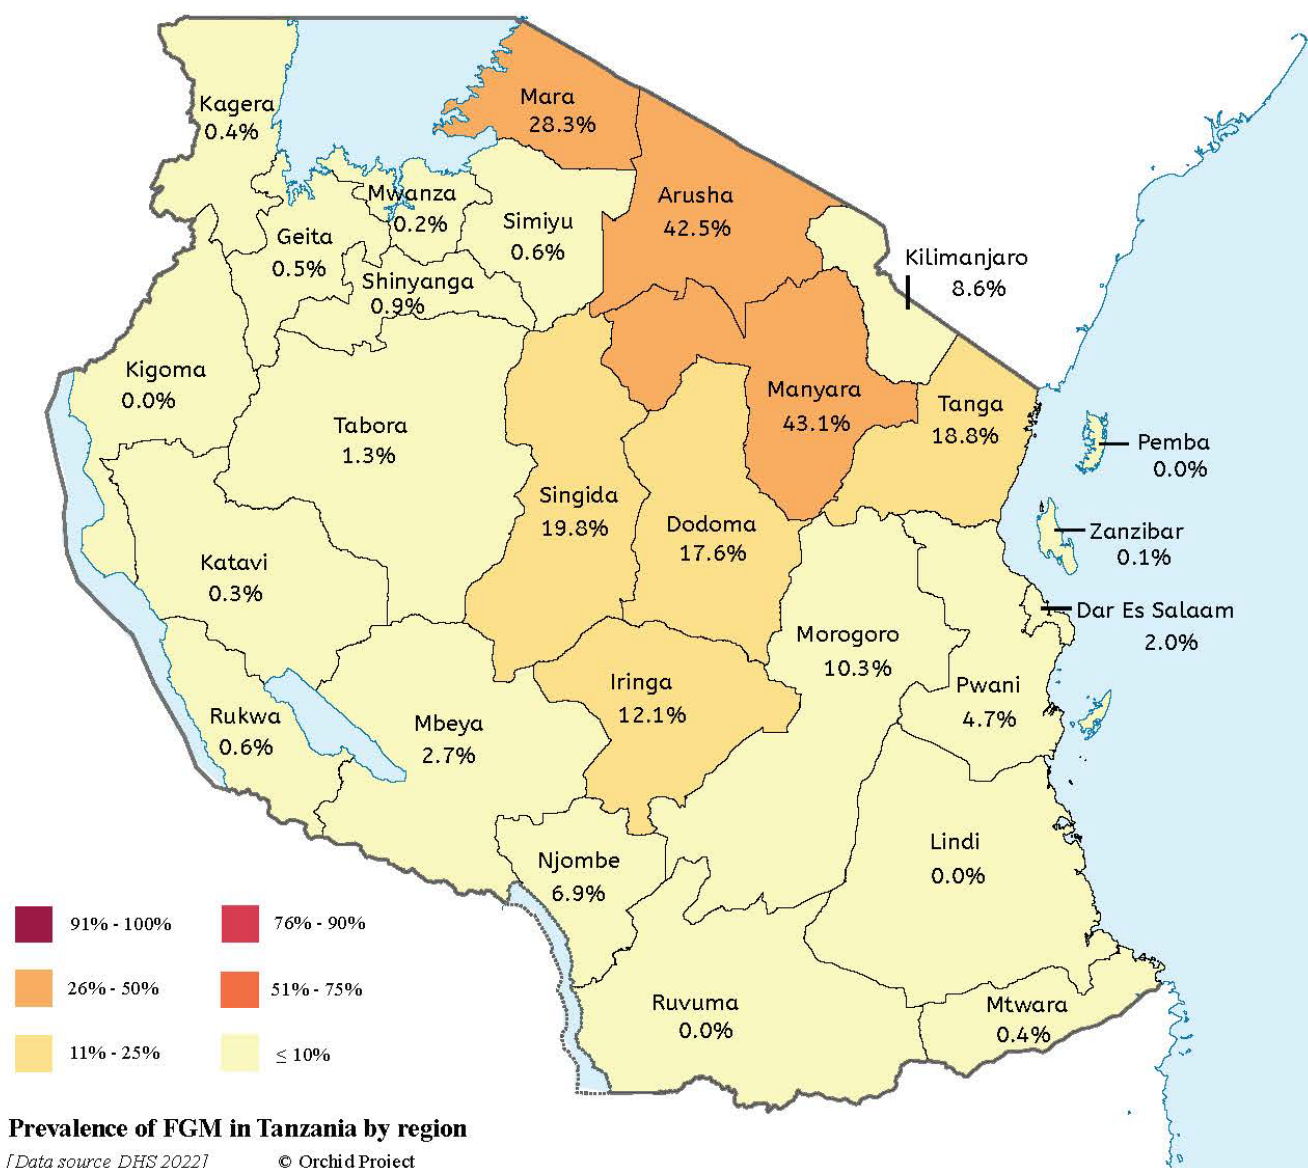 Kagera
0.4%
Mara
28.3%
Mwanza
0.2%
Simiyu
0.6%
Arusha
42.5%
Geita
0.5%
Shinyanga
0.9%
Kilimanjaro
8.6%
Kigoma
0.0%
Tabora
1.3%
Manyara
43.1%
Tanga
18.8%
Pemba
0.0%
Singida
19.8%
Dodoma
17.6%
Zanzibar
0.1%
Katavi
0.3%
Dar Es Salaam
2.0%
Morogoro
10.3%
Iringa
12.1%
Pwani
4.7%
Rukwa
0.6%
Mbeya
2.7%
Lindi
0.0%
Njombe
6.9%
Ruvuma
0.0%
Mtwara
0.4%
91% - 100%
76% - 90%
26% - 50%
51% - 75%
11% - 25%
≤ 10%
Prevalence of FGM in Tanzania by region
[Data source DHS 2022] © Orchid Project